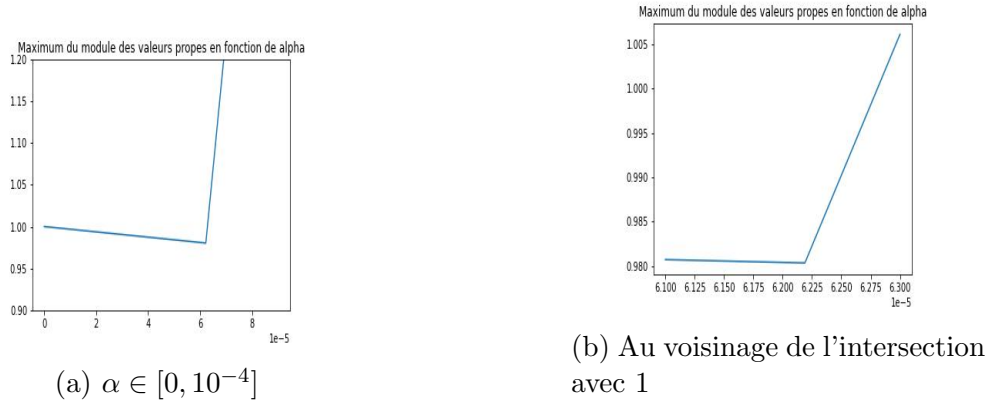 Maximum du module des valeurs propes en fonction de alpha
1.20
1.15
1.10
1.05
1.00
0.95
0.90
0 2 4 6 8
1e-5
(a) α ∈ [0, 10⁻⁴]
Maximum du module des valeurs propes en fonction de alpha
1.005
1.000
0.995
0.990
0.985
0.980
6.100 6.125 6.150 6.175 6.200 6.225 6.250 6.275 6.300
1e-5
(b) Au voisinage de l'intersection
avec 1